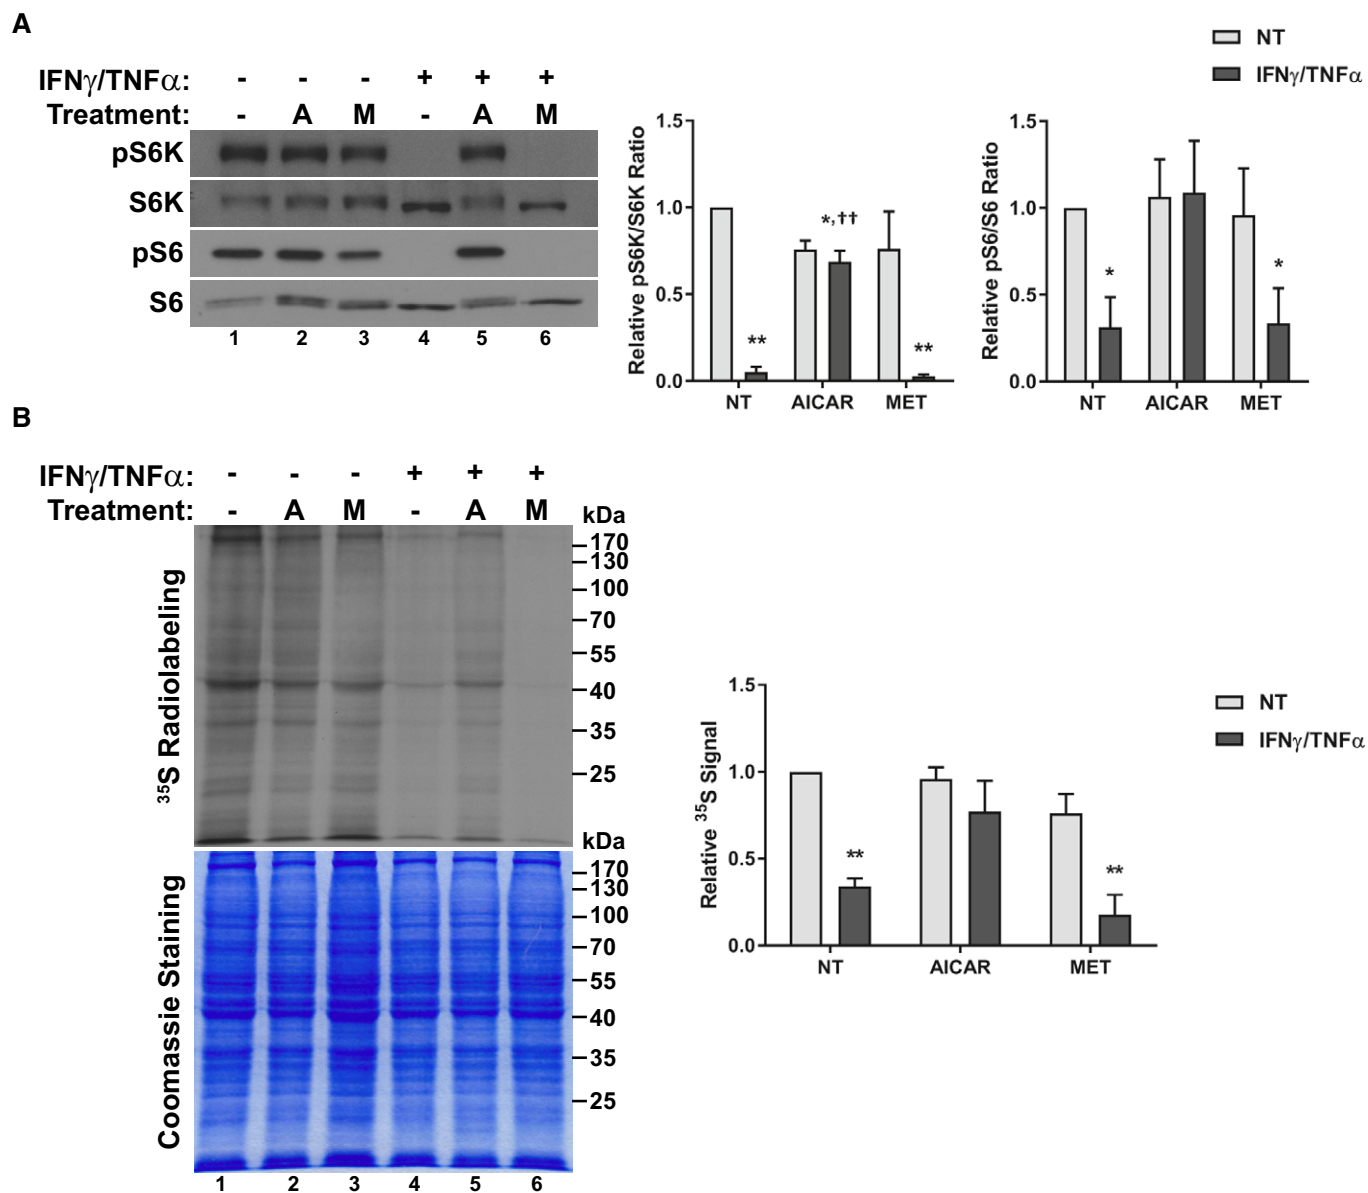 A
IFNγ/TNFα: - - - + + +
Treatment: - A M - A M
pS6K
S6K
pS6
S6
1 2 3 4 5 6
Relative pS6K/S6K Ratio
1.5
1.0
0.5
0.0
**
*,††
**
NT AICAR MET
NT
IFNγ/TNFα
Relative pS6/S6 Ratio
1.5
1.0
0.5
0.0
*
*
NT AICAR MET
B
IFNγ/TNFα: - - - + + +
Treatment: - A M - A M
35S Radiolabeling
kDa
170
130
100
70
55
40
35
25
Coomassie Staining
kDa
170
130
100
70
55
40
35
25
1 2 3 4 5 6
Relative 35S Signal
1.5
1.0
0.5
0.0
**
**
NT AICAR MET
NT
IFNγ/TNFα